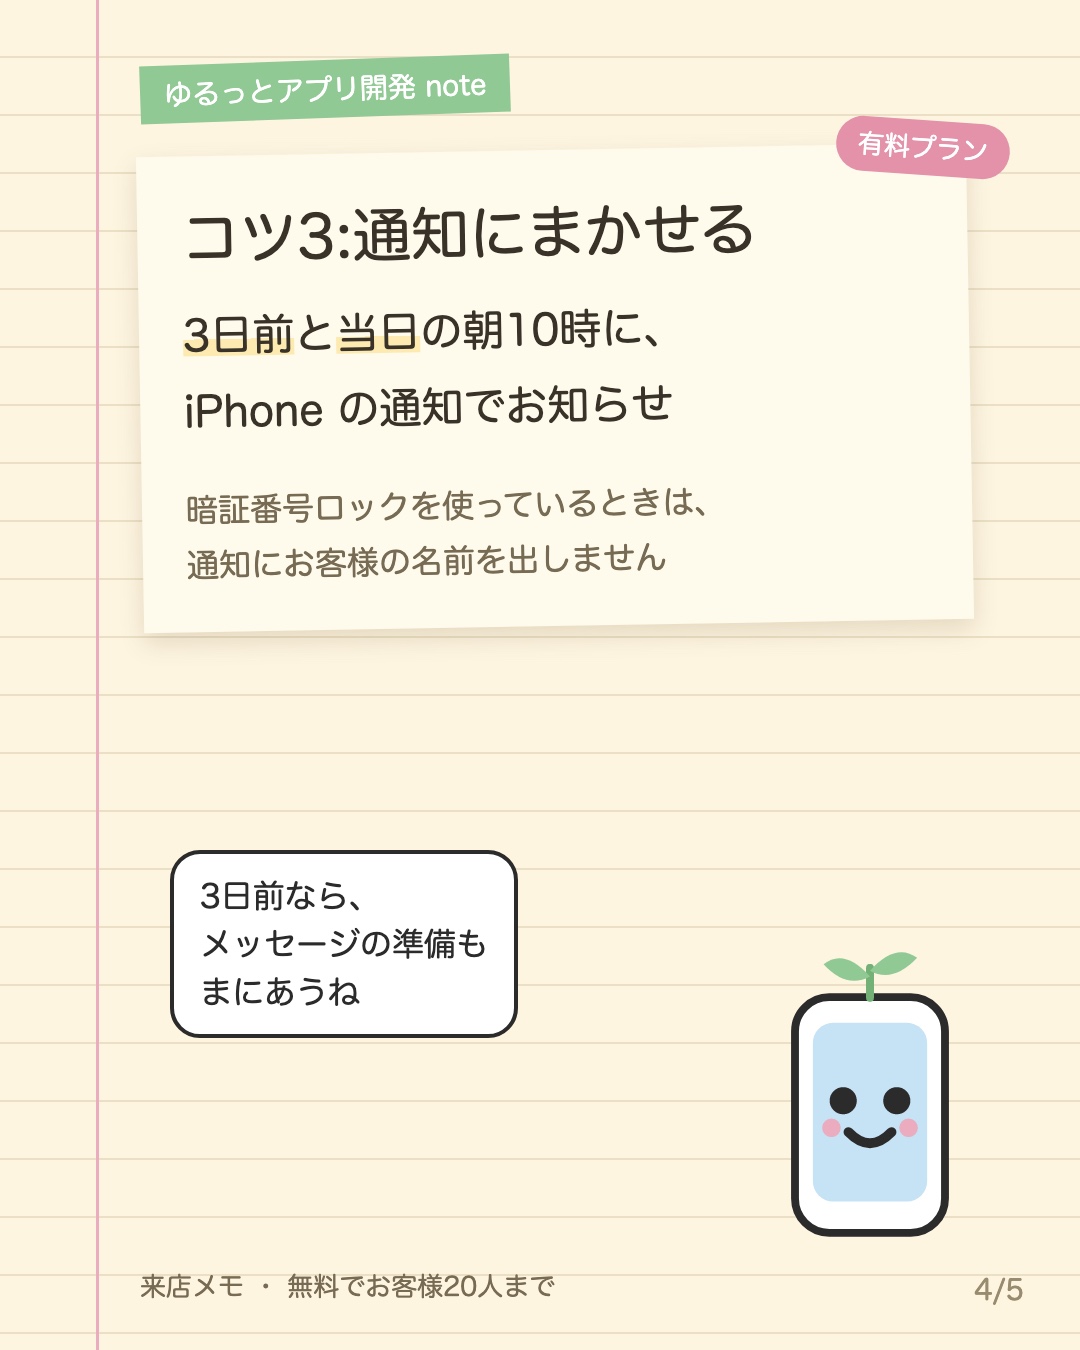 ゆるっとアプリ開発 note
有料プラン
コツ3:通知にまかせる
3日前と当日の朝10時に、
iPhone の通知でお知らせ
暗証番号ロックを使っているときは、
通知にお客様の名前を出しません
3日前なら、
メッセージの準備も
まにあうね
来店メモ ・ 無料でお客様20人まで
4/5